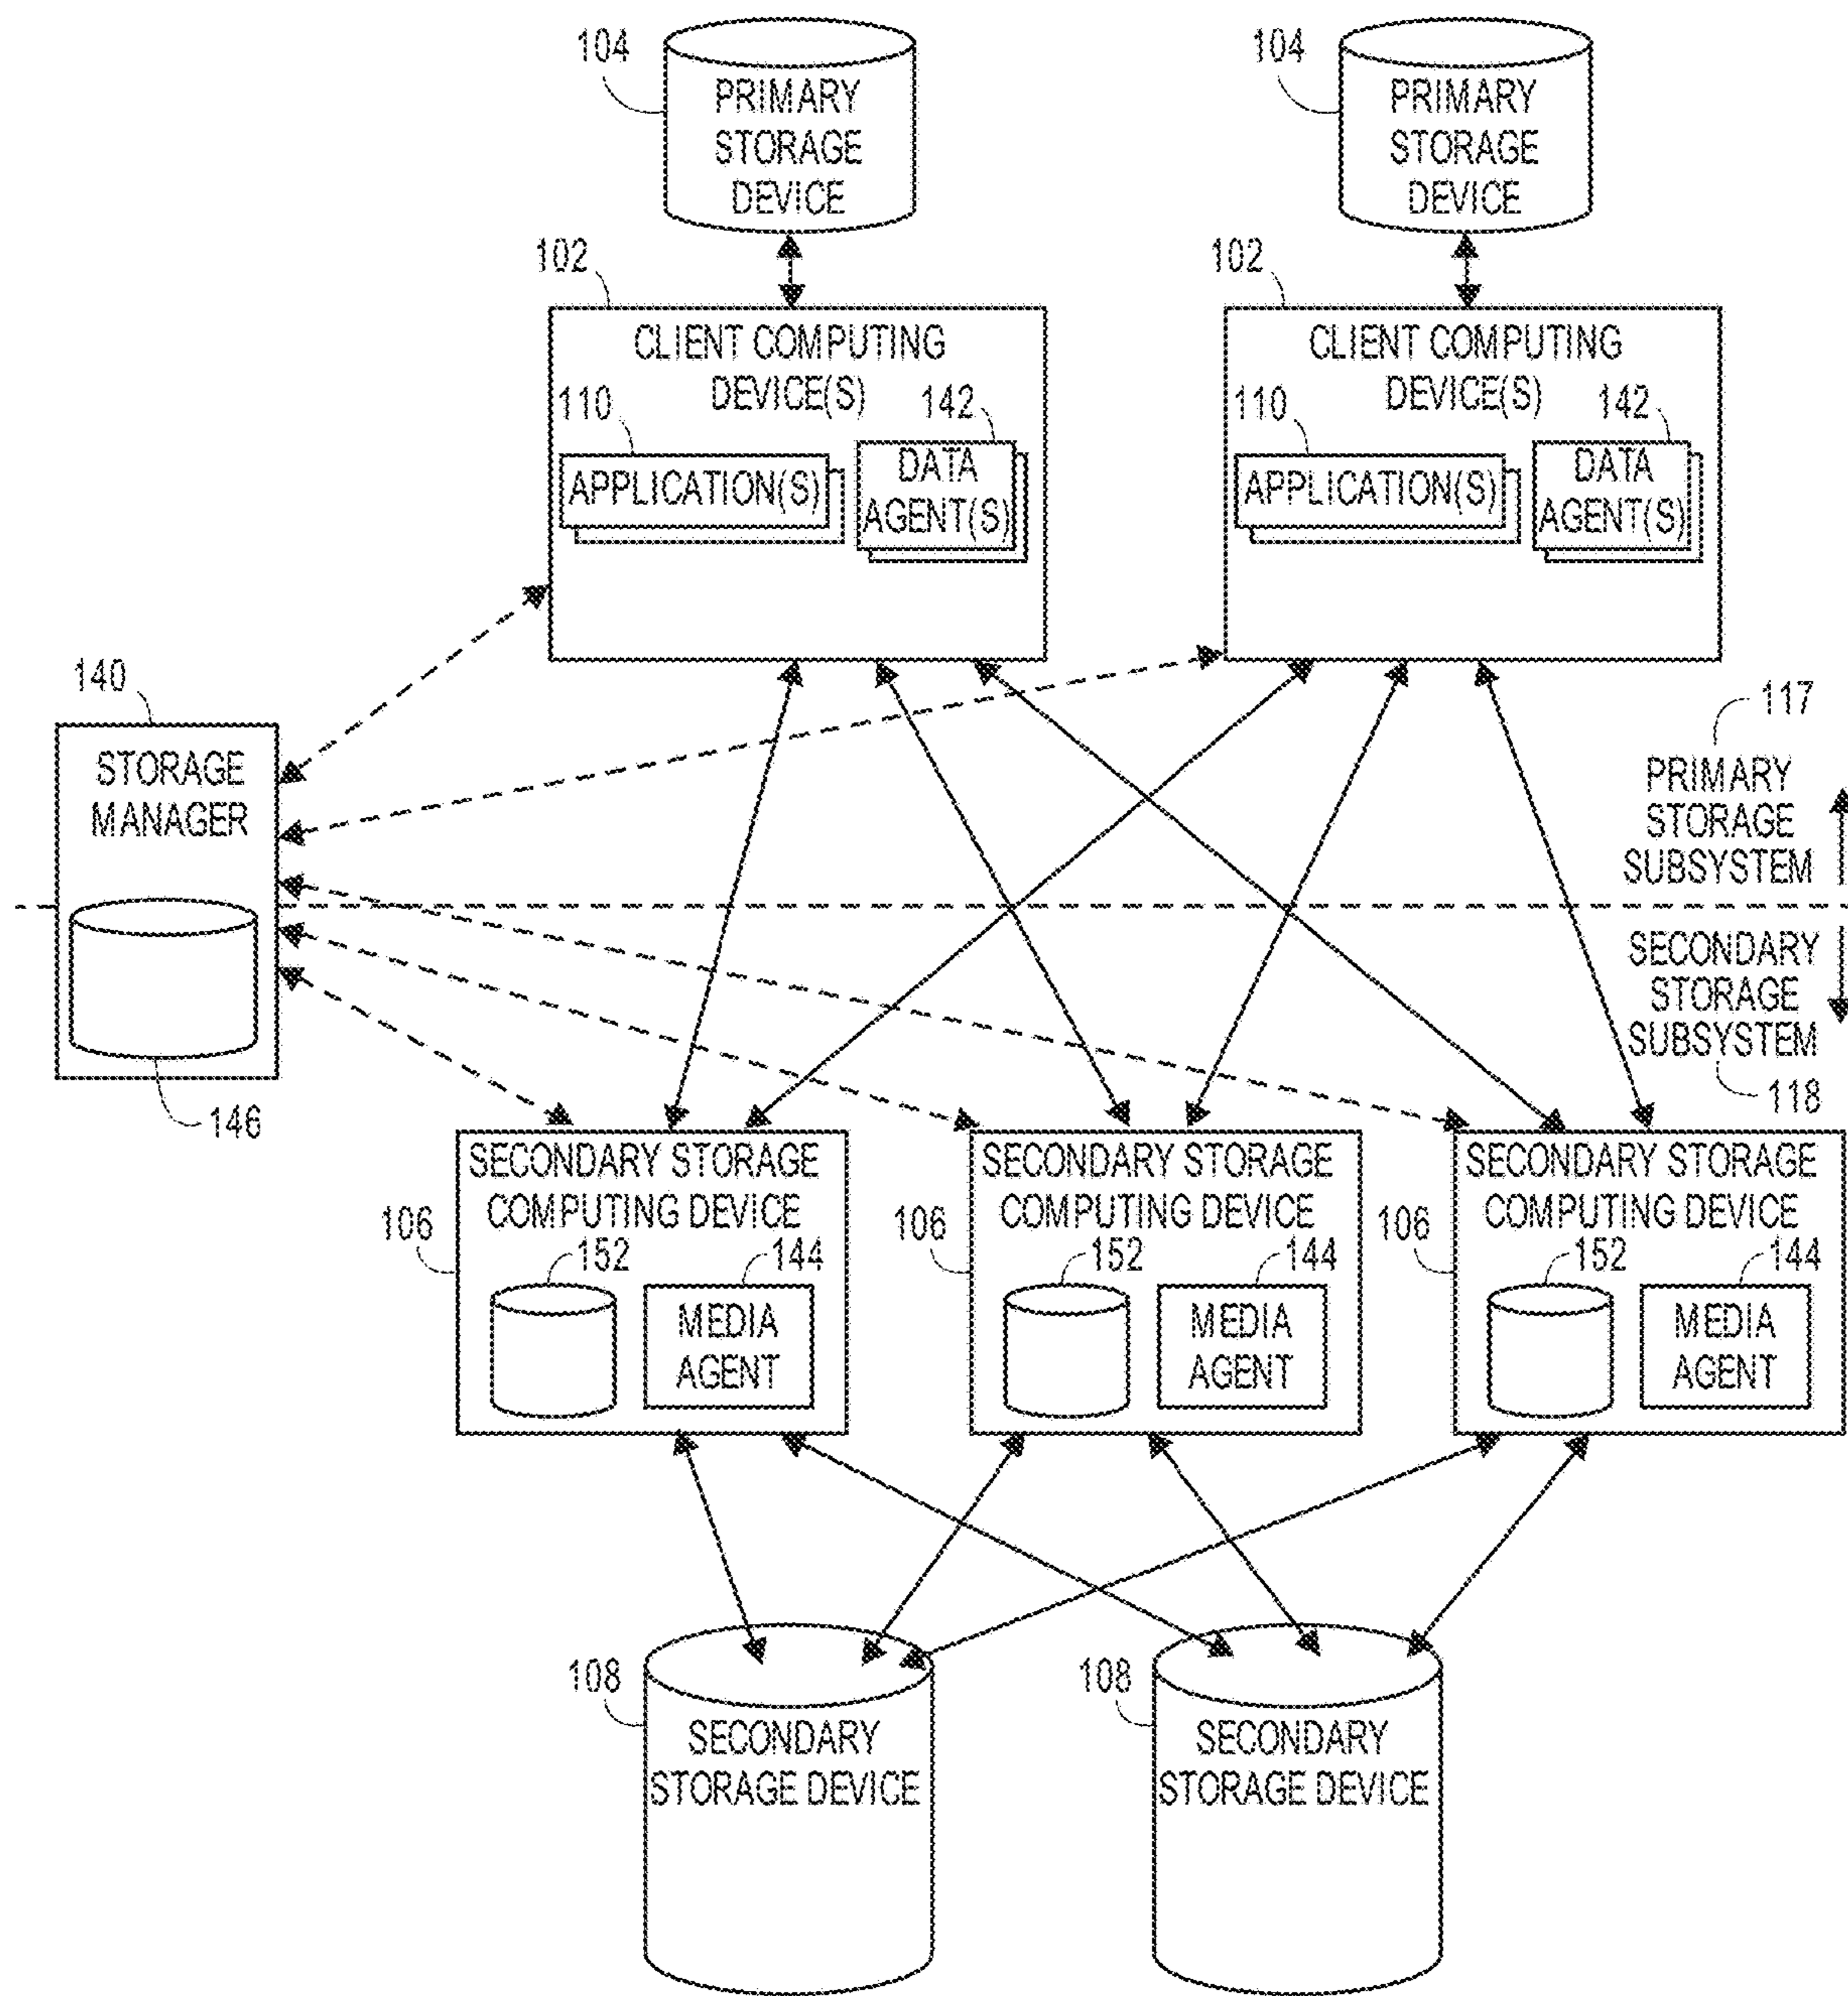 104
PRIMARY
STORAGE
DEVICE
104
PRIMARY
STORAGE
DEVICE
102
CLIENT COMPUTING
DEVICE(S)
110
APPLICATION(S)
142
DATA
AGENT(S)
102
CLIENT COMPUTING
DEVICE(S)
110
APPLICATION(S)
142
DATA
AGENT(S)
140
STORAGE
MANAGER
146
117
PRIMARY
STORAGE
SUBSYSTEM
SECONDARY
STORAGE
SUBSYSTEM
118
106
SECONDARY STORAGE
COMPUTING DEVICE
152
144
MEDIA
AGENT
106
SECONDARY STORAGE
COMPUTING DEVICE
152
144
MEDIA
AGENT
106
SECONDARY STORAGE
COMPUTING DEVICE
152
144
MEDIA
AGENT
108
SECONDARY
STORAGE DEVICE
108
SECONDARY
STORAGE DEVICE